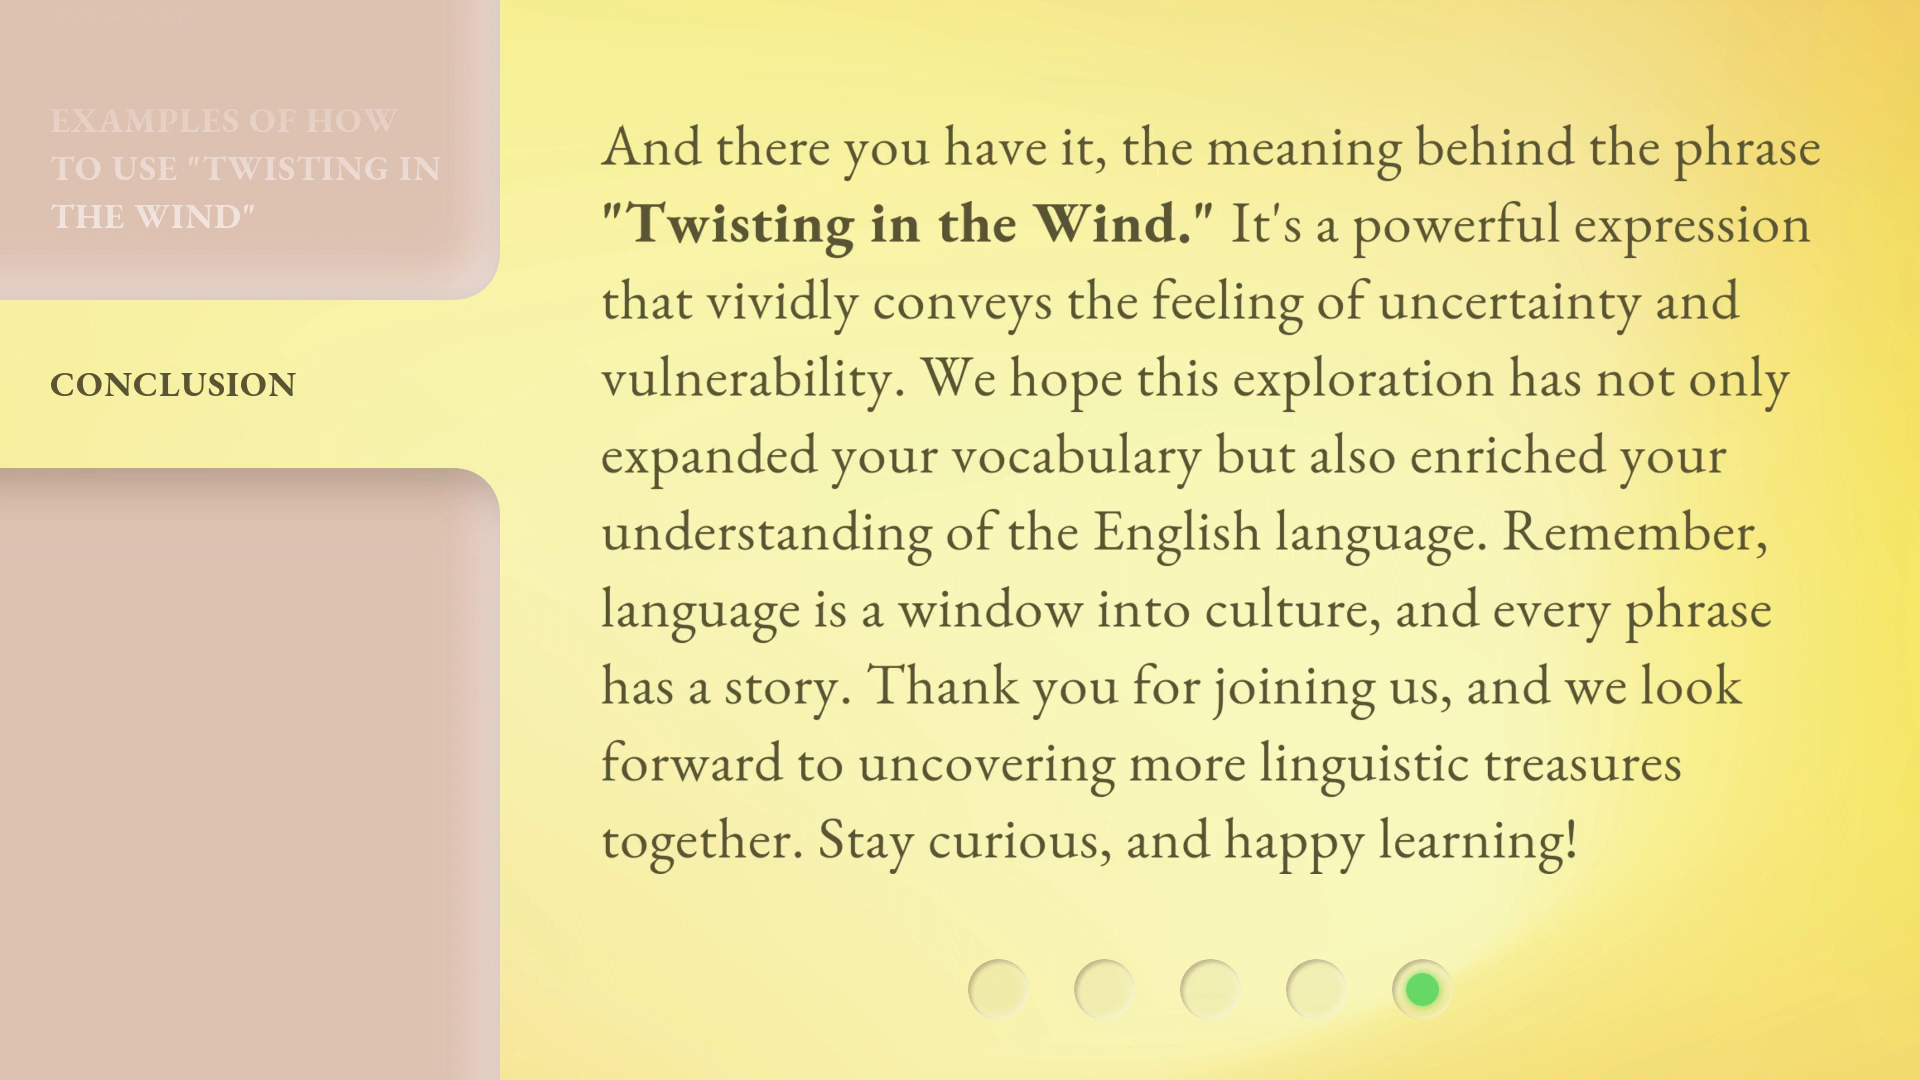 EXAMPLES OF HOW
TO USE "TWISTING IN
THE WIND"
CONCLUSION
And there you have it, the meaning behind the phrase
"Twisting in the Wind." It's a powerful expression
that vividly conveys the feeling of uncertainty and
vulnerability. We hope this exploration has not only
expanded your vocabulary but also enriched your
understanding of the English language. Remember,
language is a window into culture, and every phrase
has a story. Thank you for joining us, and we look
forward to uncovering more linguistic treasures
together. Stay curious, and happy learning!